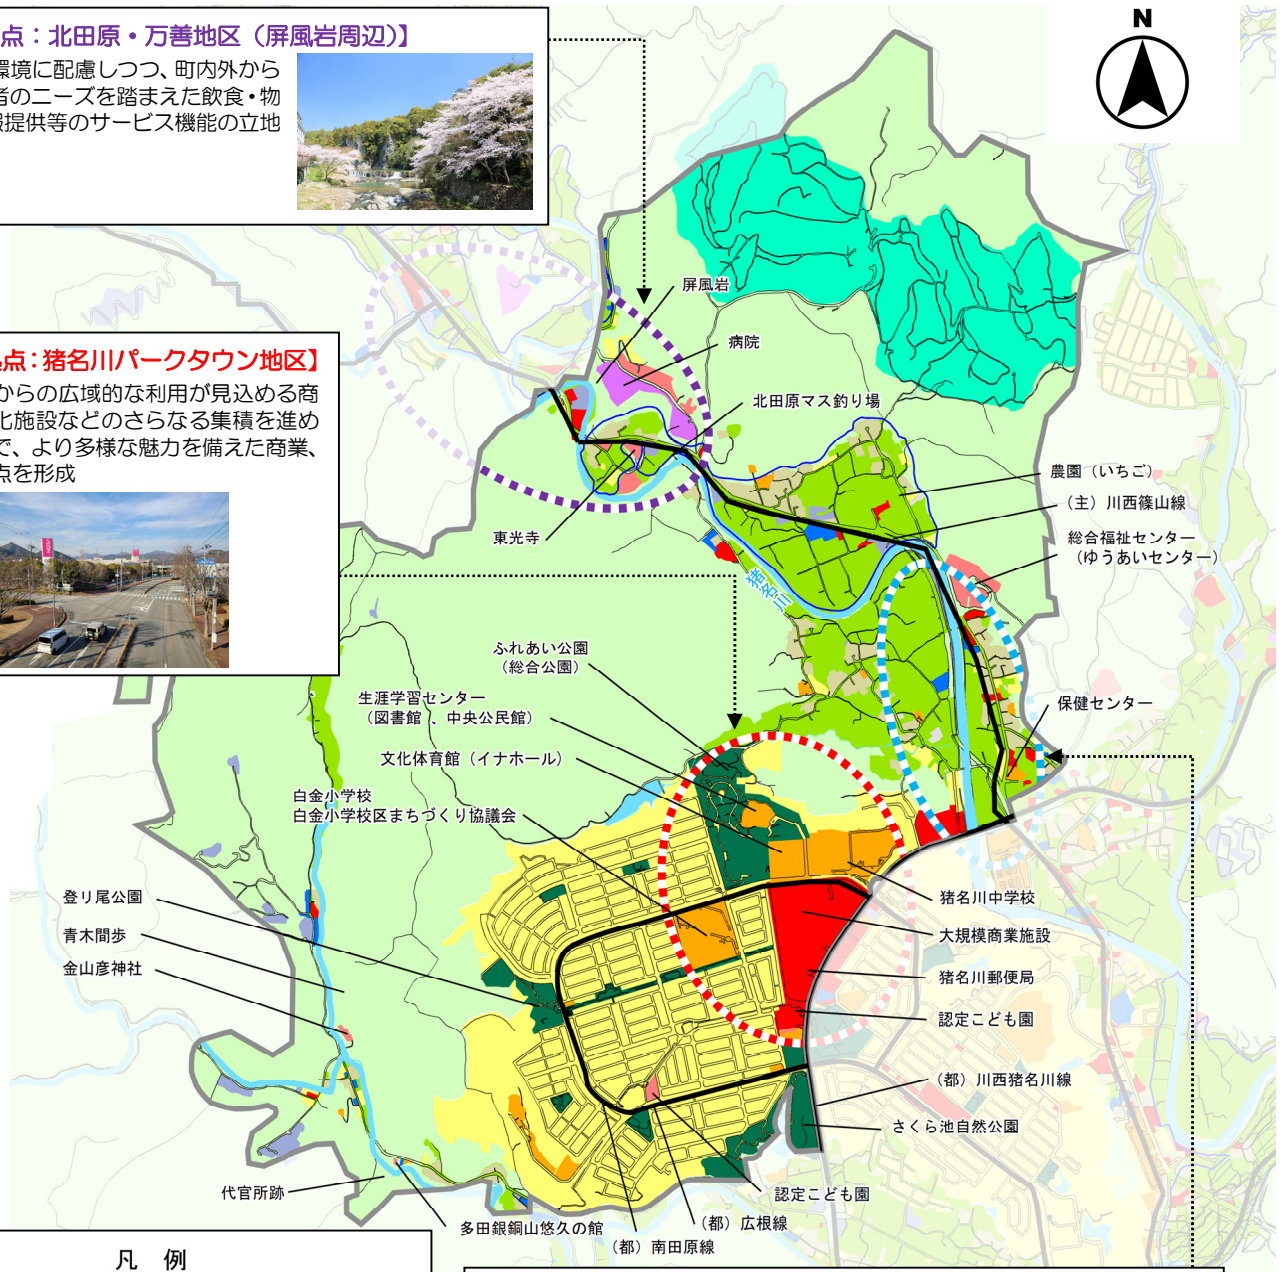 点：北田原・万善地区（屏風岩周辺）】
環境に配慮しつつ、町内外から
者のニーズを踏まえた飲食・物
報提供等のサービス機能の立地
N
屏風岩
病院
北田原マス釣り場
点：猪名川パークタウン地区】
からの広域的な利用が見込める商
化施設などのさらなる集積を進め
で、より多様な魅力を備えた商業、
点を形成
農園（いちご）
（主）川西篠山線
総合福祉センター
（ゆうあいセンター）
東光寺
猪名川
ふれあい公園
（総合公園）
生涯学習センター
（図書館 、中央公民館）
文化体育館（イナホール）
保健センター
白金小学校
白金小学校区まちづくり協議会
登り尾公園
青木間歩
金山彦神社
猪名川中学校
大規模商業施設
猪名川郵便局
認定こども園
（都）川西猪名川線
さくら池自然公園
代官所跡
認定こども園
多田銀銅山悠久の館
（都）広根線
（都）南田原線
凡 例